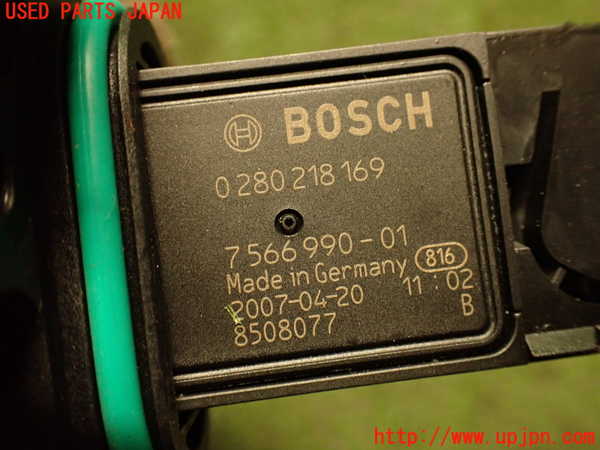 USED PARTS JAPAN
BOSCH
0 280 218 169
7 566 990-01
Made in Germany 816
2007-04-20 11:02
8508077 B
http://www.upjpn.com